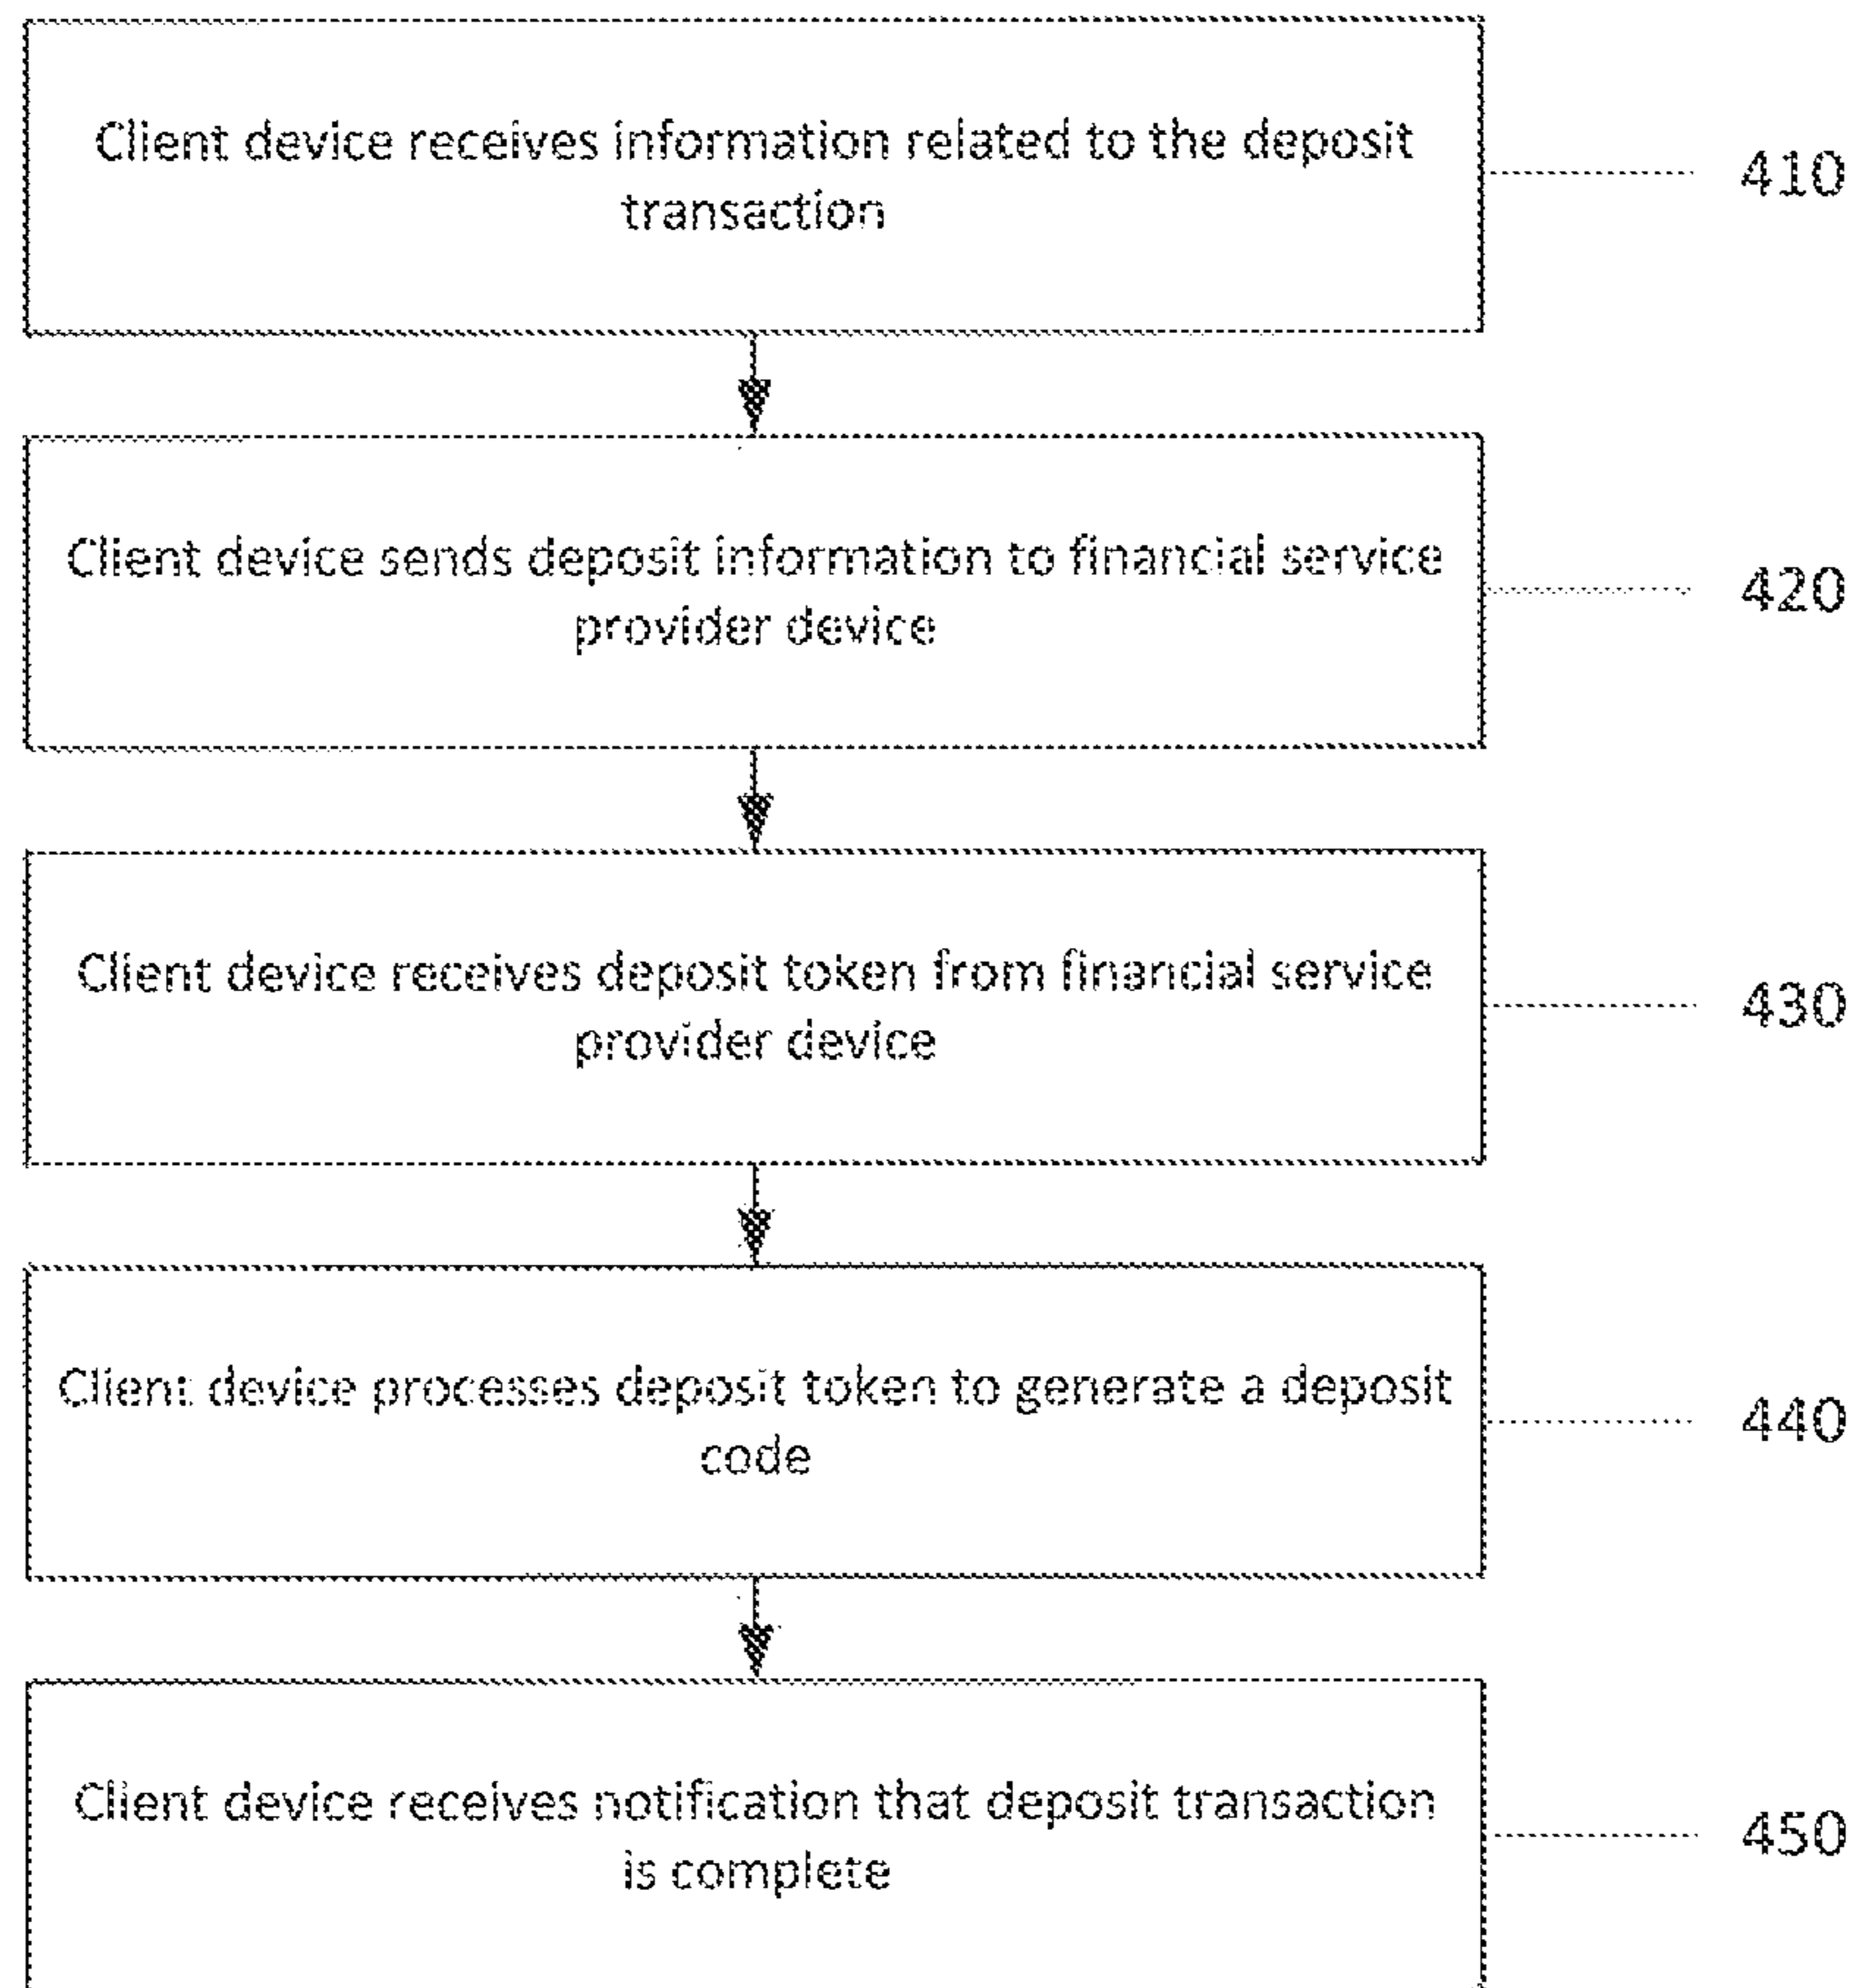 Client device receives information related to the deposit
transaction
410
Client device sends deposit information to financial service
provider device
420
Client device receives deposit token from financial service
provider device
430
Client device processes deposit token to generate a deposit
code
440
Client device receives notification that deposit transaction
is complete
450